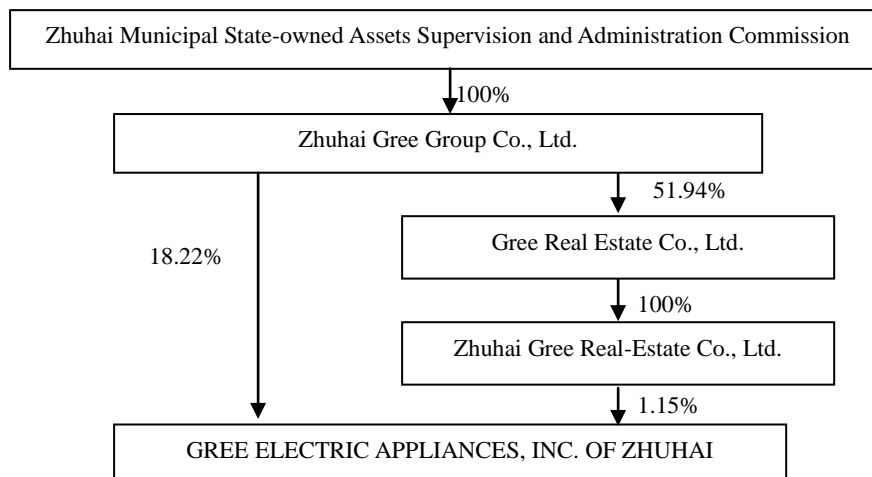 Zhuhai Municipal State-owned Assets Supervision and Administration Commission
100%
Zhuhai Gree Group Co., Ltd.
51.94%
Gree Real Estate Co., Ltd.
18.22%
100%
Zhuhai Gree Real-Estate Co., Ltd.
1.15%
GREE ELECTRIC APPLIANCES, INC. OF ZHUHAI